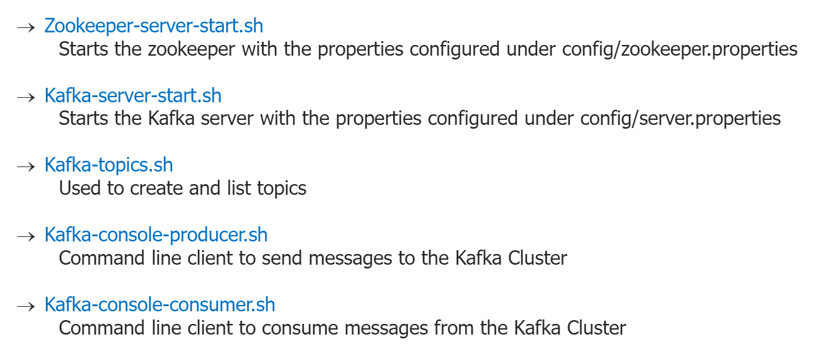 → Zookeeper-server-start.sh
Starts the zookeeper with the properties configured under config/zookeeper.properties
→ Kafka-server-start.sh
Starts the Kafka server with the properties configured under config/server.properties
→ Kafka-topics.sh
Used to create and list topics
→ Kafka-console-producer.sh
Command line client to send messages to the Kafka Cluster
→ Kafka-console-consumer.sh
Command line client to consume messages from the Kafka Cluster